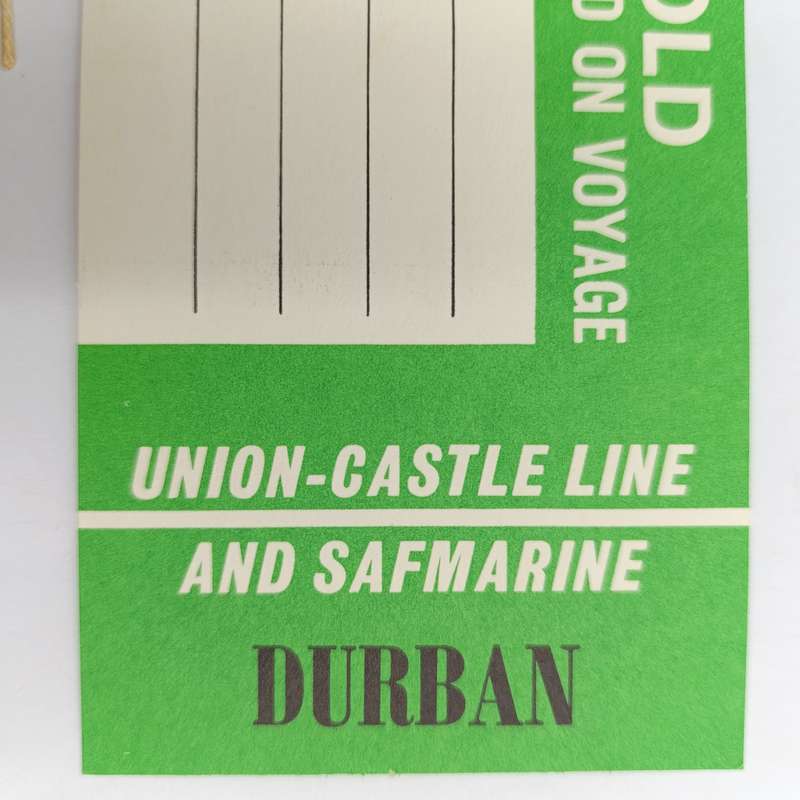 OLD
D ON VOYAGE
UNION-CASTLE LINE
AND SAFMARINE
DURBAN